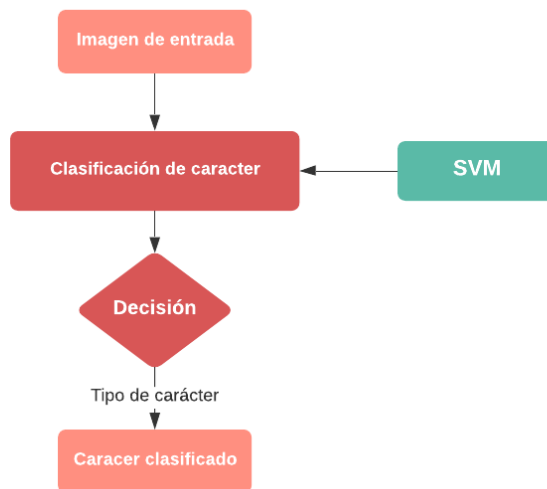 Imagen de entrada
Clasificación de caracter
SVM
Decisión
Tipo de carácter
Caracer clasificado